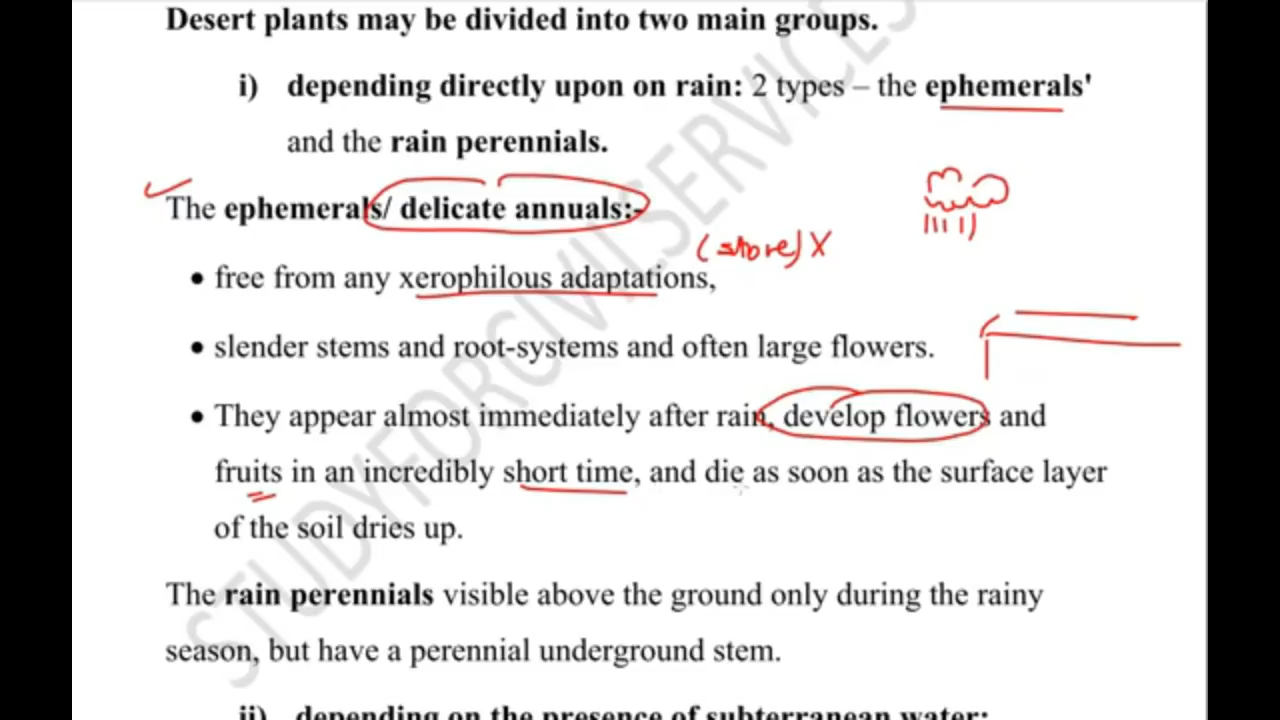 Desert plants may be divided into two main groups.
i) depending directly upon on rain: 2 types – the ephemerals'
and the rain perennials.
The ephemerals/ delicate annuals:-
(store) X
• free from any xerophilous adaptations,
• slender stems and root-systems and often large flowers.
• They appear almost immediately after rain, develop flowers and
fruits in an incredibly short time, and die as soon as the surface layer
of the soil dries up.
The rain perennials visible above the ground only during the rainy
season, but have a perennial underground stem.
ii) depending on the presence of subterranean water:
STUDYFORCIVILSERVICES